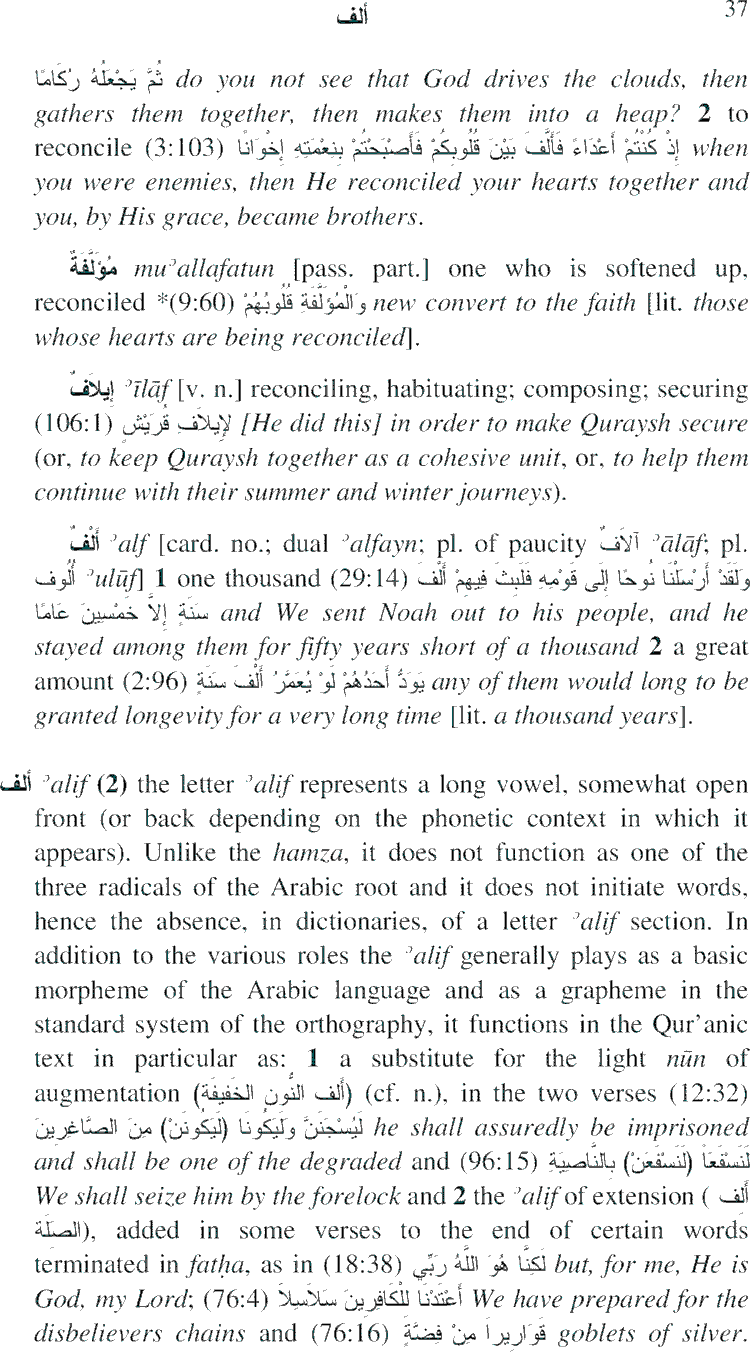 ألف 37
ثُمَّ يَجْعَلُهُ رُكَامًا do you not see that God drives the clouds, then
gathers them together, then makes them into a heap? 2 to
reconcile (3:103) إِذْ كُنْتُمْ أَعْدَاءً فَأَلَّفَ بَيْنَ قُلُوبِكُمْ فَأَصْبَحْتُمْ بِنِعْمَتِهِ إِخْوَانًا when
you were enemies, then He reconciled your hearts together and
you, by His grace, became brothers.
مُؤَلَّفَةٌ muʾallafatun [pass. part.] one who is softened up,
reconciled *(9:60) وَالْمُؤَلَّفَةِ قُلُوبُهُمْ new convert to the faith [lit. those
whose hearts are being reconciled].
إِيلَافٌ ʾīlāf [v. n.] reconciling, habituating; composing; securing
(106:1) لِإِيلَافِ قُرَيْشٍ [He did this] in order to make Quraysh secure
(or, to keep Quraysh together as a cohesive unit, or, to help them
continue with their summer and winter journeys).
أَلْفٌ ʾalf [card. no.; dual ʾalfayn; pl. of paucity آلَافٌ ʾālāf; pl.
أُلُوف ʾulūf] 1 one thousand (29:14) وَلَقَدْ أَرْسَلْنَا نُوحًا إِلَى قَوْمِهِ فَلَبِثَ فِيهِمْ أَلْفَ
سَنَةٍ إِلَّا خَمْسِينَ عَامًا and We sent Noah out to his people, and he
stayed among them for fifty years short of a thousand 2 a great
amount (2:96) يَوَدُّ أَحَدُهُمْ لَوْ يُعَمَّرُ أَلْفَ سَنَةٍ any of them would long to be
granted longevity for a very long time [lit. a thousand years].
ألف ʾalif (2) the letter ʾalif represents a long vowel, somewhat open
front (or back depending on the phonetic context in which it
appears). Unlike the hamza, it does not function as one of the
three radicals of the Arabic root and it does not initiate words,
hence the absence, in dictionaries, of a letter ʾalif section. In
addition to the various roles the ʾalif generally plays as a basic
morpheme of the Arabic language and as a grapheme in the
standard system of the orthography, it functions in the Qur’anic
text in particular as: 1 a substitute for the light nūn of
augmentation (ألف النُّون الخَفيفَة) (cf. n.), in the two verses (12:32)
لَيُسْجَنَنَّ وَلَيَكُونَا (لَيَكونَنْ) مِنَ الصَّاغِرِينَ he shall assuredly be imprisoned
and shall be one of the degraded and (96:15) لَنَسْفَعَاً (لَنَسْفَعَنْ) بِالنَّاصِيَةِ
We shall seize him by the forelock and 2 the ʾalif of extension ( أَلف
الصلَة), added in some verses to the end of certain words
terminated in fatḥa, as in (18:38) لَكِنَّا هُوَ اللَّهُ رَبِّي but, for me, He is
God, my Lord; (76:4) أَعْتَدْنَا لِلْكَافِرِينَ سَلَاسِلَا We have prepared for the
disbelievers chains and (76:16) قَوَارِيراَ مِنْ فِضَّةٍ goblets of silver.